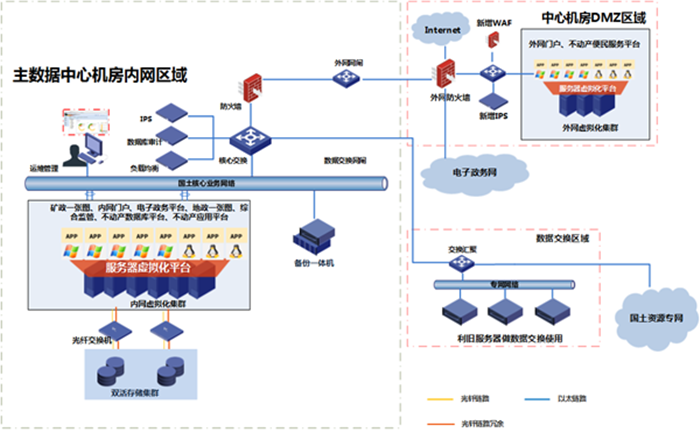 主数据中心机房内网区域
中心机房DMZ区域
Internet
新增WAF
外网门户、不动产便民服务平台
APP APP APP APP APP APP APP
服务器虚拟化平台
外网虚拟化集群
外网网闸
外网防火墙
新增IPS
防火墙
IPS
数据库审计
负载均衡
核心交换
数据交换网闸
运维管理
国土核心业务网络
电子政务网
矿政一张图、内网门户、电子政务平台、地政一张图、综
合监管、不动产数据库平台、不动产应用平台
APP APP APP APP APP APP APP APP
服务器虚拟化平台
内网虚拟化集群
备份一体机
光纤交换机
双活存储集群
数据交换区域
交换汇聚
专网网络
利旧服务器做数据交换使用
国土资源专网
光钎链路
以太链路
光钎链路冗余